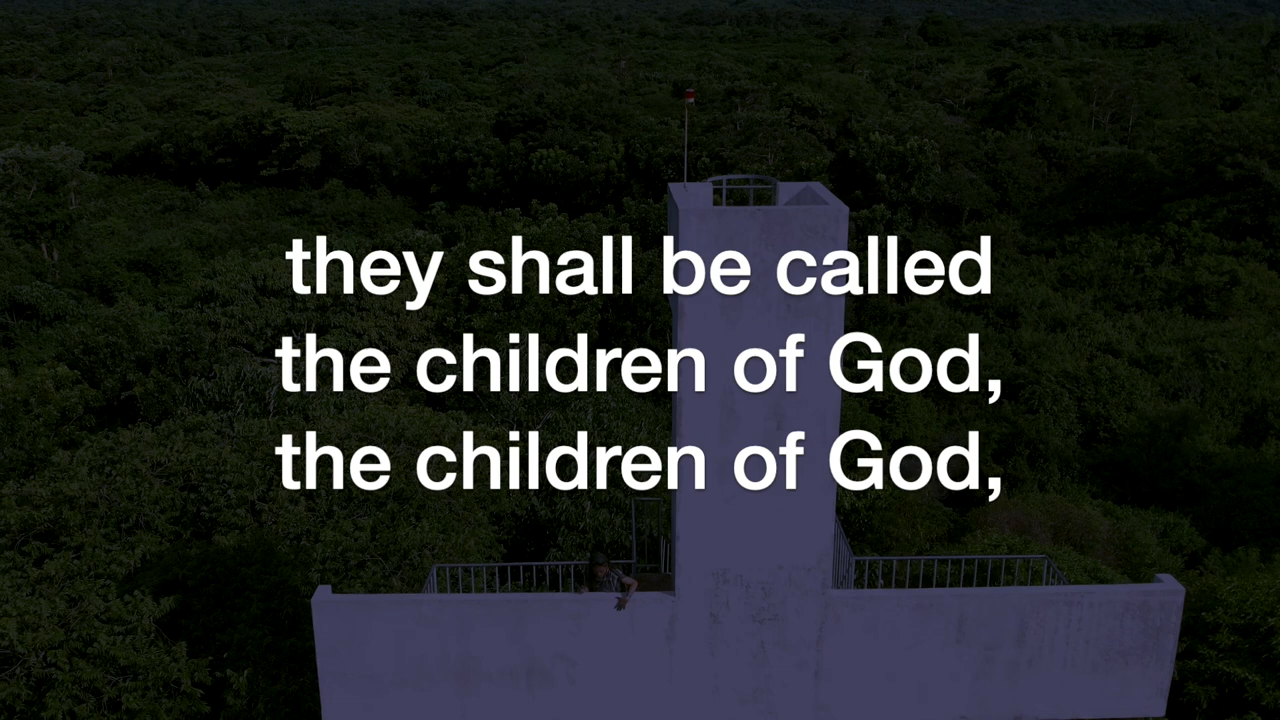 they shall be called
the children of God,
the children of God,